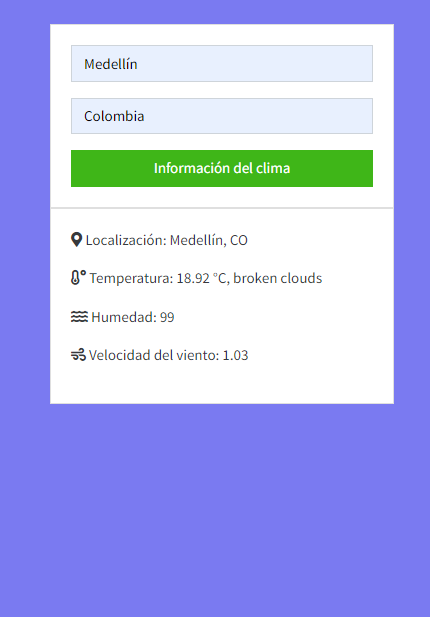 Medellín
Colombia
Información del clima
Localización: Medellín, CO
Temperatura: 18.92 °C, broken clouds
Humedad: 99
Velocidad del viento: 1.03